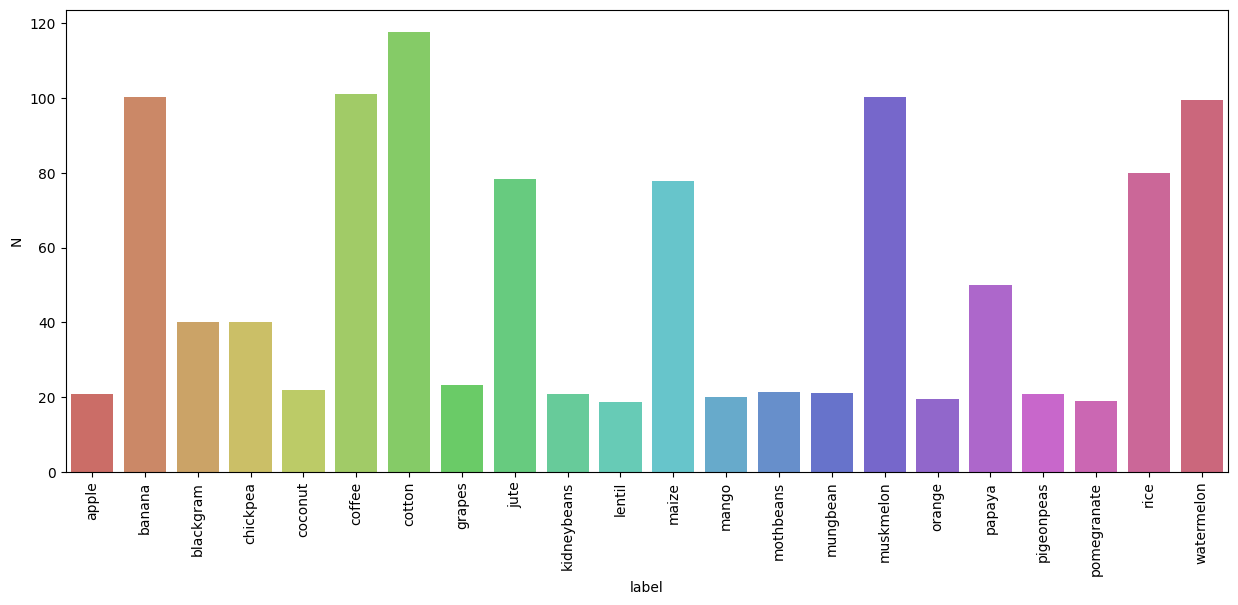 120
100
80
60
40
20
0
N
apple
banana
blackgram
chickpea
coconut
coffee
cotton
grapes
jute
kidneybeans
lentil
maize
mango
mothbeans
mungbean
muskmelon
orange
papaya
pigeonpeas
pomegranate
rice
watermelon
label